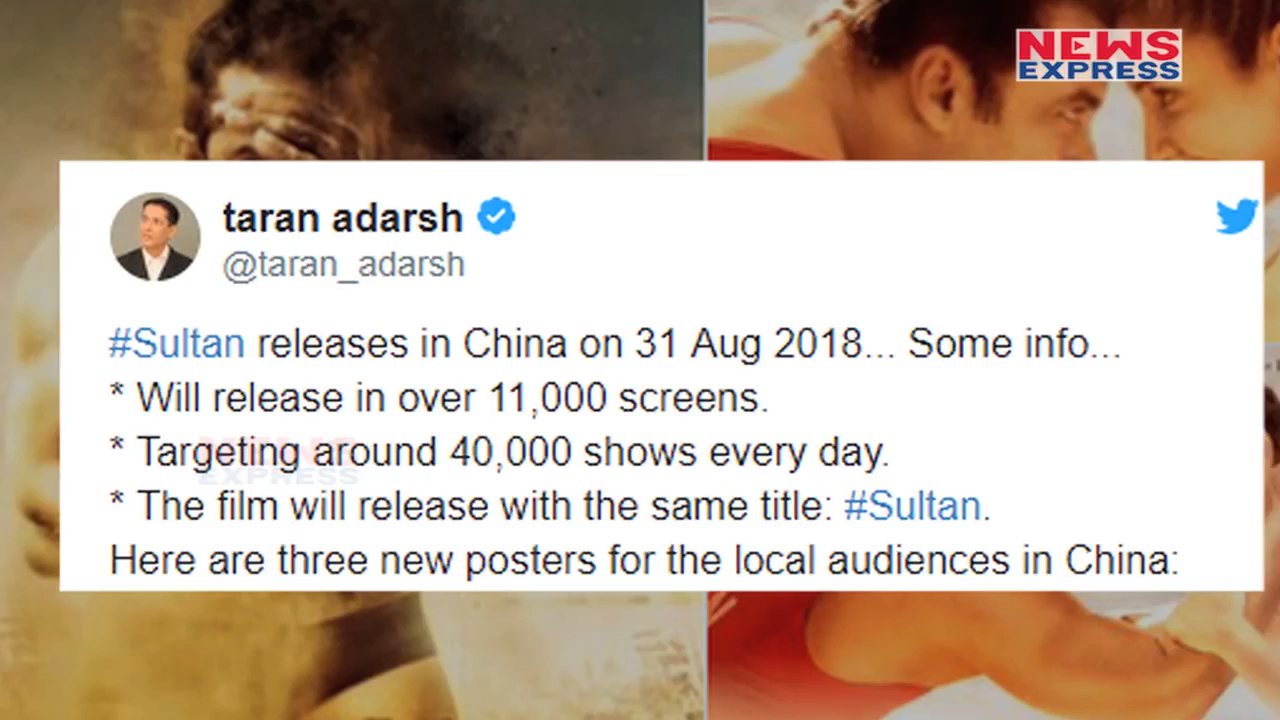 NEWS
EXPRESS
taran adarsh
@taran_adarsh
#Sultan releases in China on 31 Aug 2018... Some info...
* Will release in over 11,000 screens.
* Targeting around 40,000 shows every day.
NEWS
EXPRESS
* The film will release with the same title: #Sultan.
Here are three new posters for the local audiences in China: